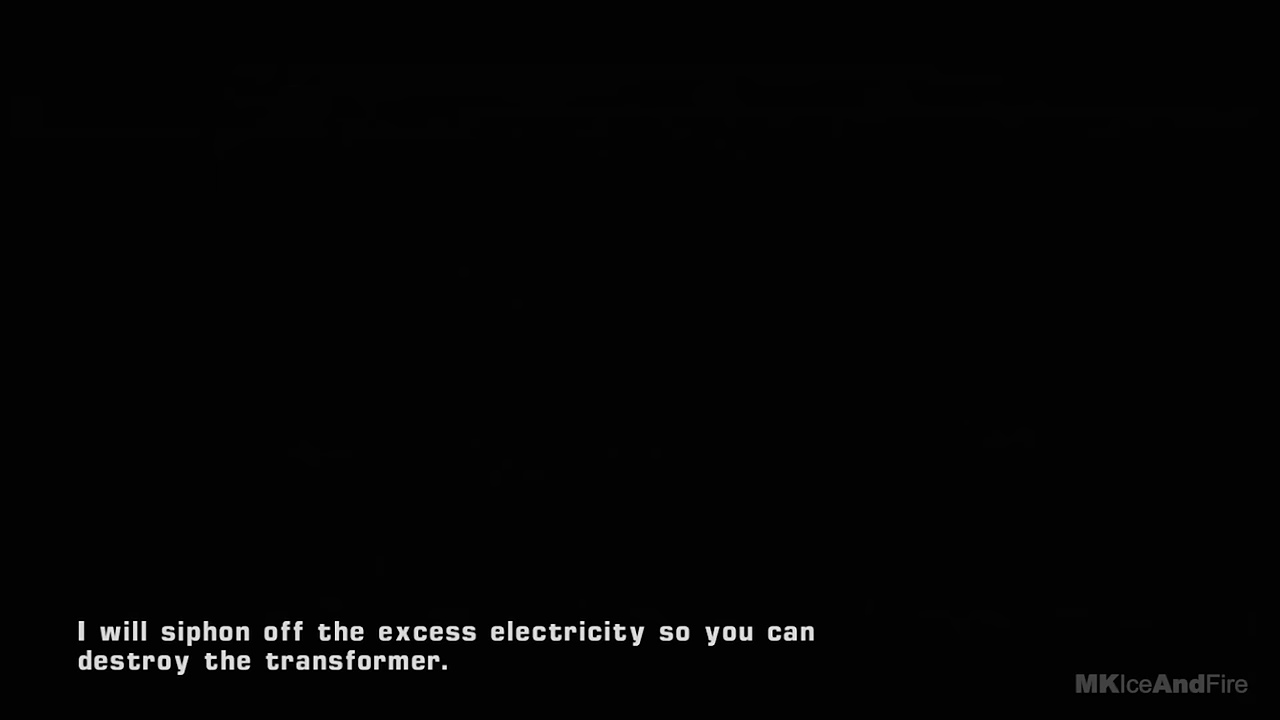 I will siphon off the excess electricity so you can
destroy the transformer.
MKIceAndFire